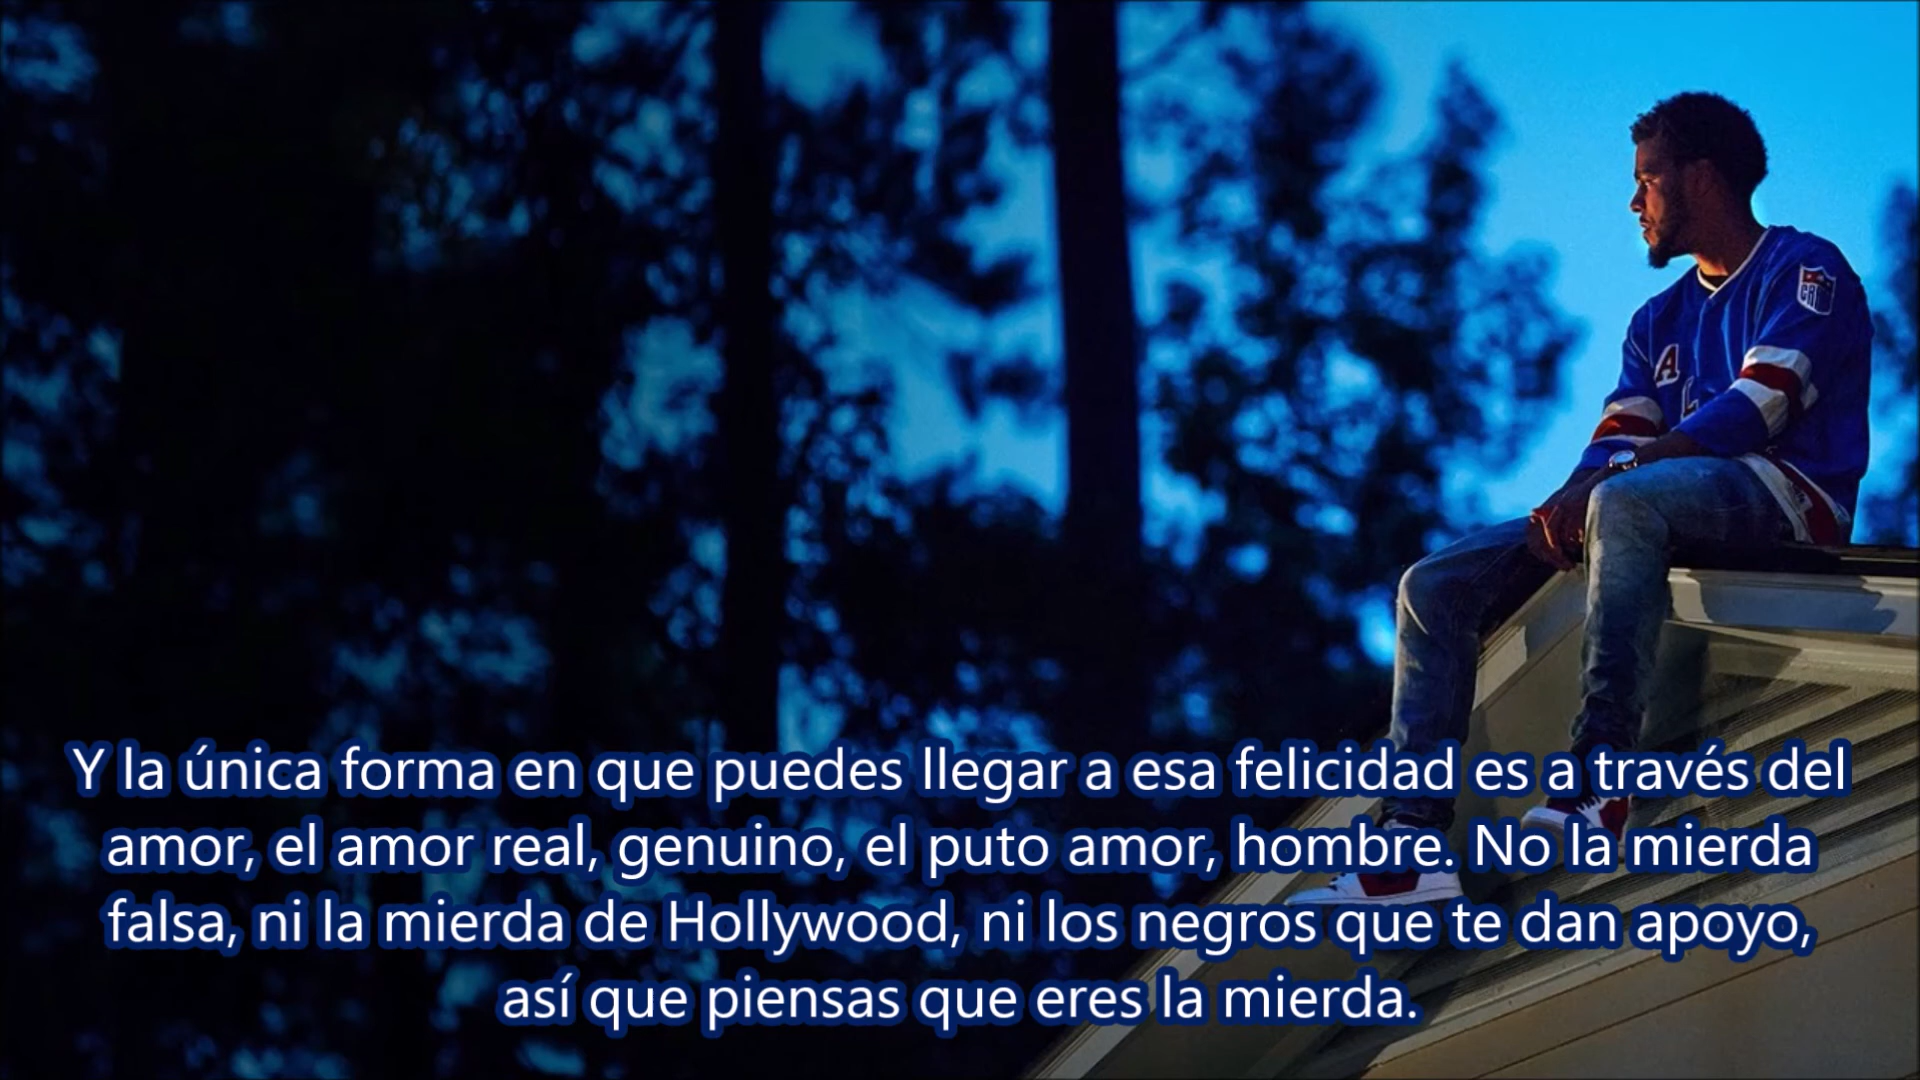 Y la única forma en que puedes llegar a esa felicidad es a través del
amor, el amor real, genuino, el puto amor, hombre. No la mierda
falsa, ni la mierda de Hollywood, ni los negros que te dan apoyo,
así que piensas que eres la mierda.
A
L